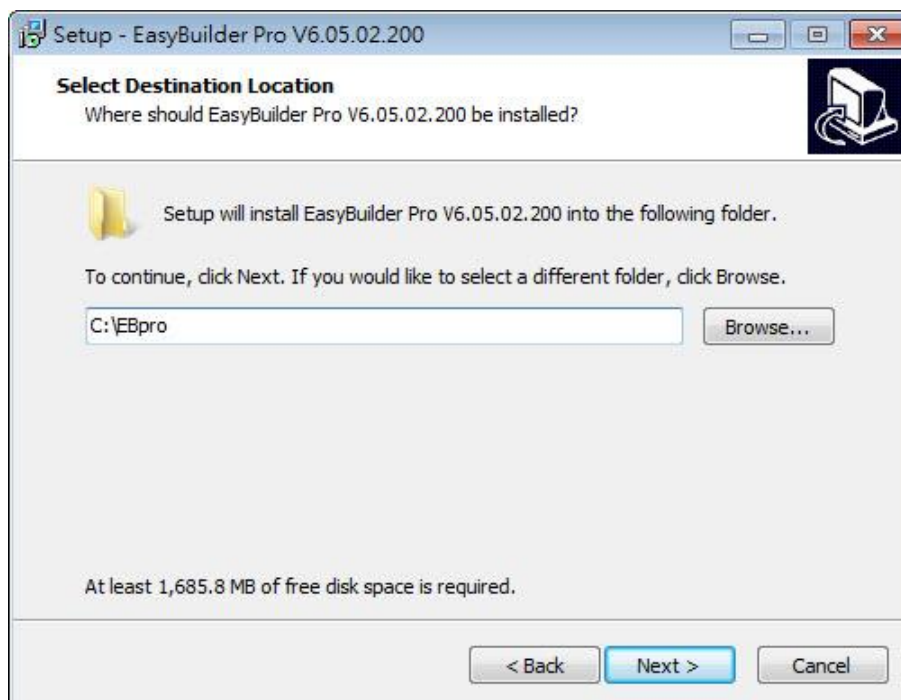 Setup - EasyBuilder Pro V6.05.02.200
Select Destination Location
Where should EasyBuilder Pro V6.05.02.200 be installed?
Setup will install EasyBuilder Pro V6.05.02.200 into the following folder.
To continue, click Next. If you would like to select a different folder, click Browse.
C:\EBpro
Browse...
At least 1,685.8 MB of free disk space is required.
< Back
Next >
Cancel